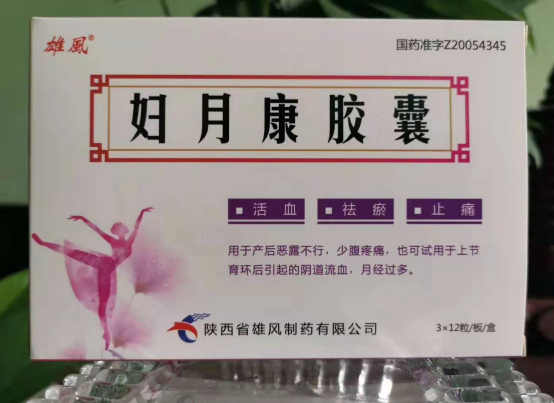 雄風®
国药准字Z20054345
妇月康胶囊
活血 祛瘀 止痛
用于产后恶露不行，少腹疼痛，也可试用于上节
育环后引起的阴道流血，月经过多。
陕西省雄风制药有限公司
3×12粒/板/盒